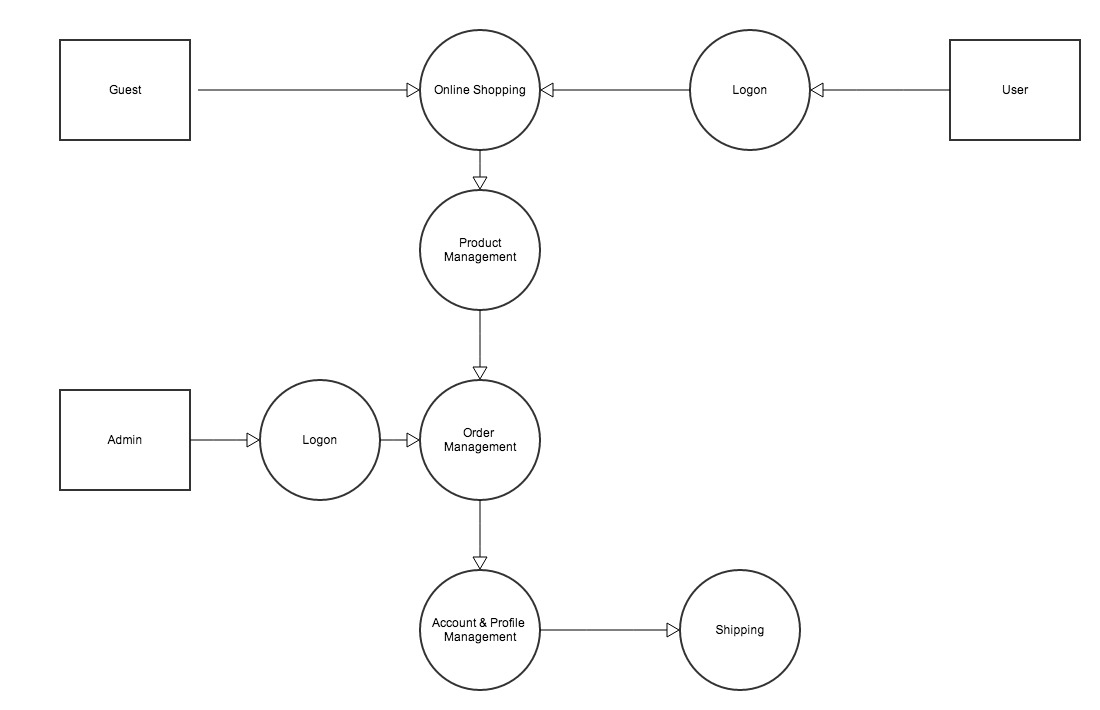 Guest
Online Shopping
Logon
User
Product
Management
Admin
Logon
Order
Management
Account & Profile
Management
Shipping